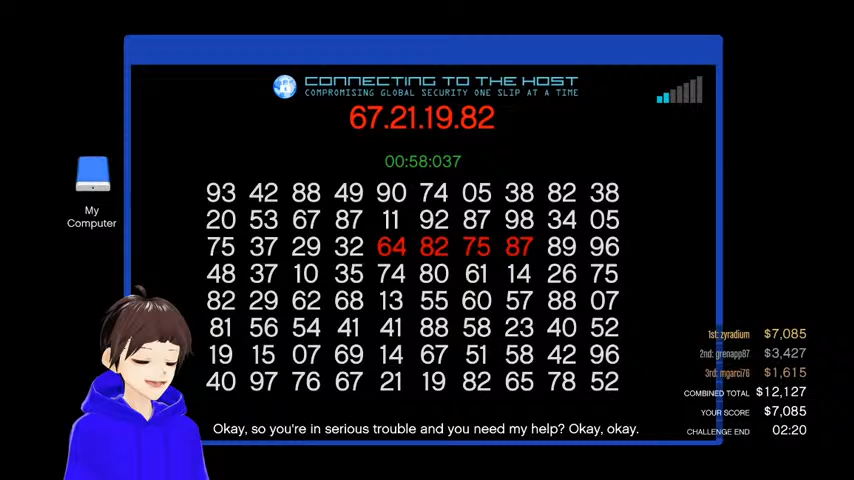 CONNECTING TO THE HOST
COMPROMISING GLOBAL SECURITY ONE SLIP AT A TIME
67.21.19.82
00:58:037
93 42 88 49 90 74 05 38 82 38
20 53 67 87 11 92 87 98 34 05
75 37 29 32 64 82 75 87 89 96
48 37 10 35 74 80 61 14 26 75
82 29 62 68 13 55 60 57 88 07
81 56 54 41 41 88 58 23 40 52
19 15 07 69 14 67 51 58 42 96
40 97 76 67 21 19 82 65 78 52
My
Computer
1st: zyradium $7,085
2nd: grenapp87 $3,427
3rd: mgarci76 $1,615
COMBINED TOTAL $12,127
YOUR SCORE $7,085
CHALLENGE END 02:20
Okay, so you're in serious trouble and you need my help? Okay, okay.